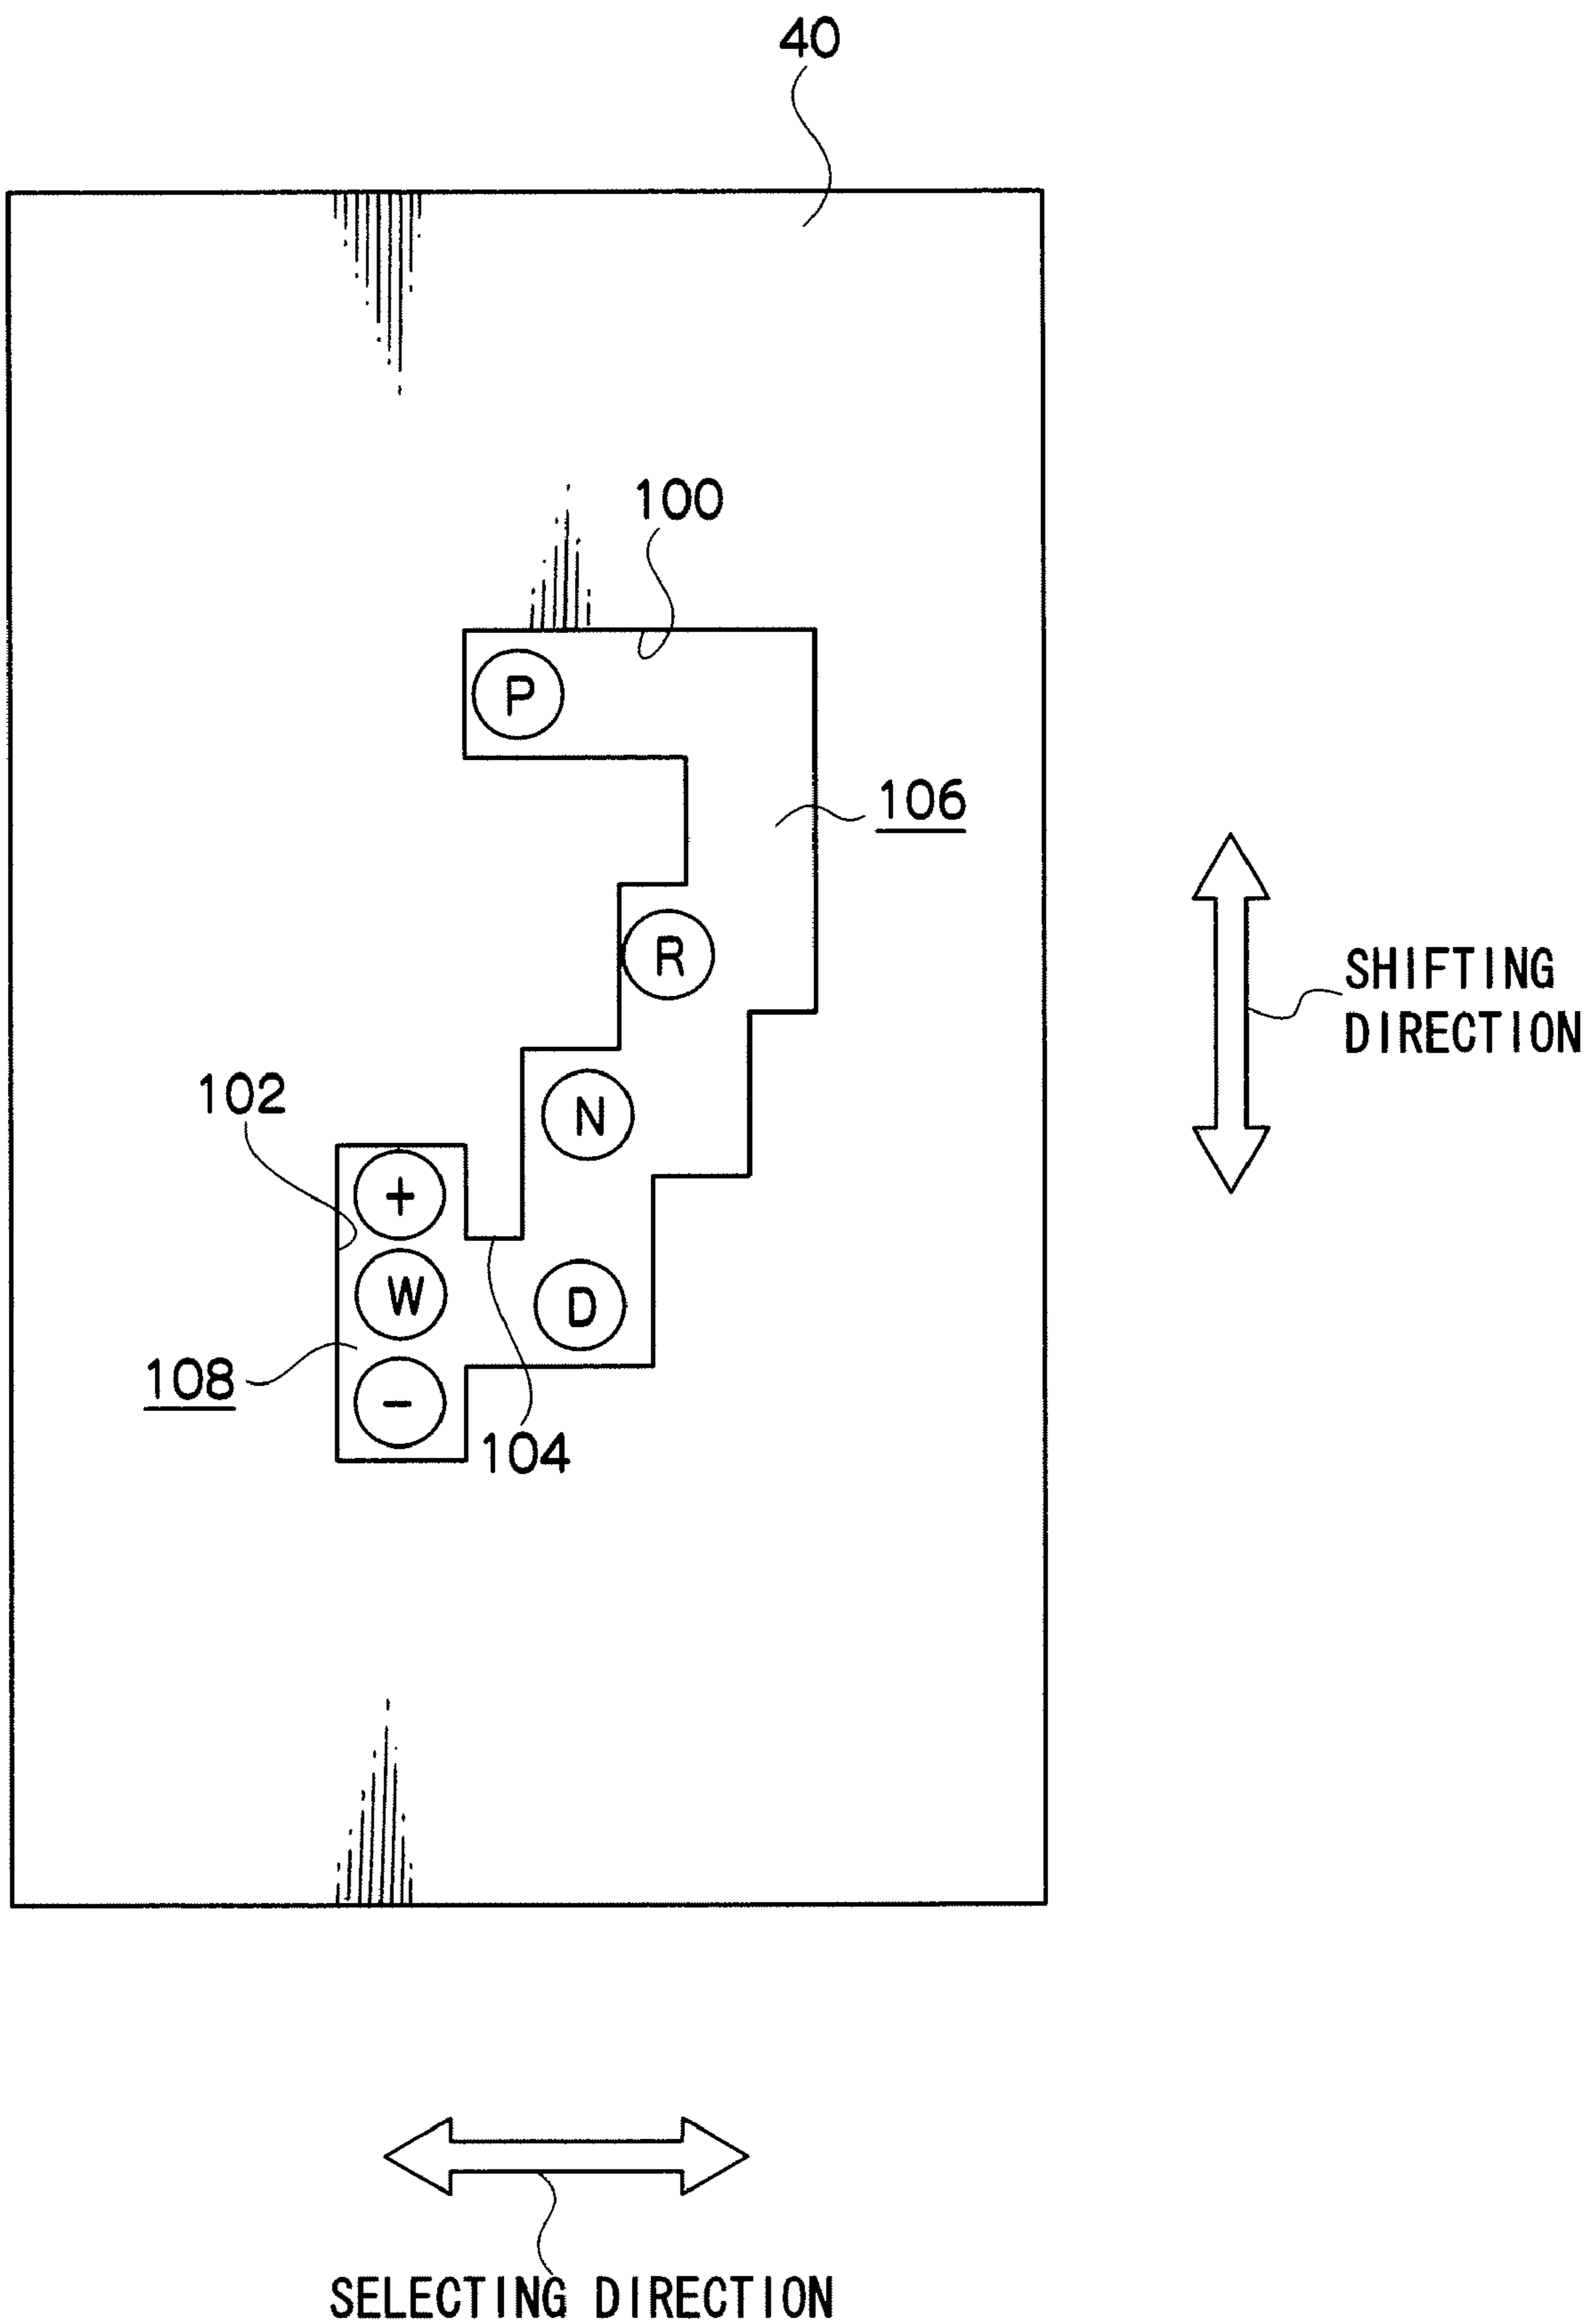 40
100
P
106
R
SHIFTING
DIRECTION
102
N
+
W
D
108
-
104
SELECTING DIRECTION